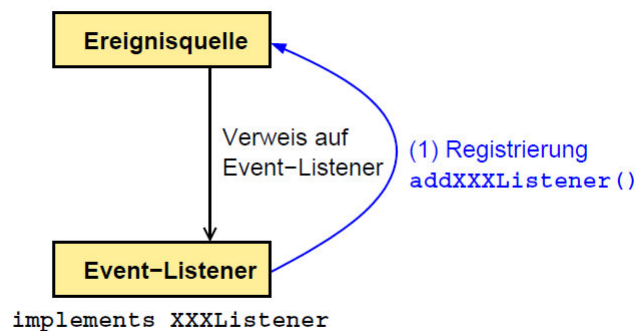 Ereignisquelle
Verweis auf
Event−Listener
(1) Registrierung
addXXXListener()
Event−Listener
implements XXXListener